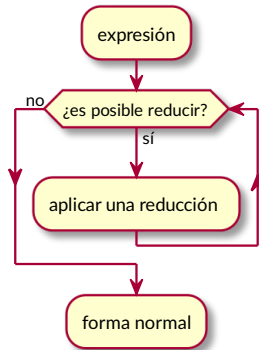 expresión
¿es posible reducir?
no
sí
aplicar una reducción
forma normal